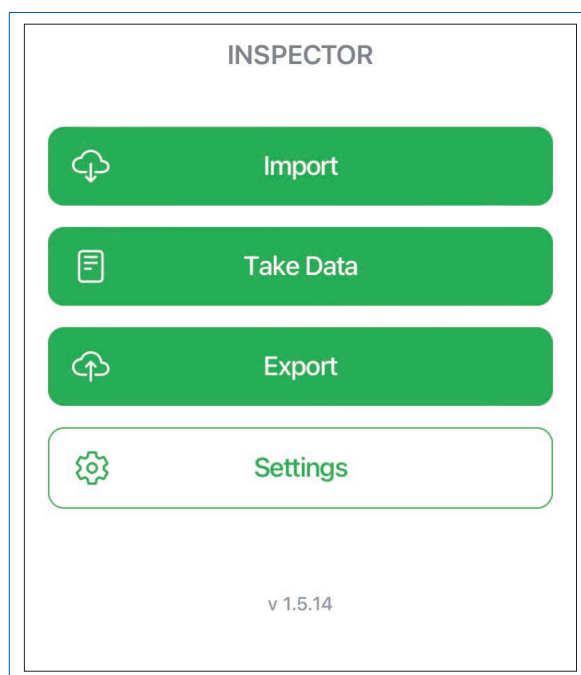 INSPECTOR
Import
Take Data
Export
Settings
v 1.5.14